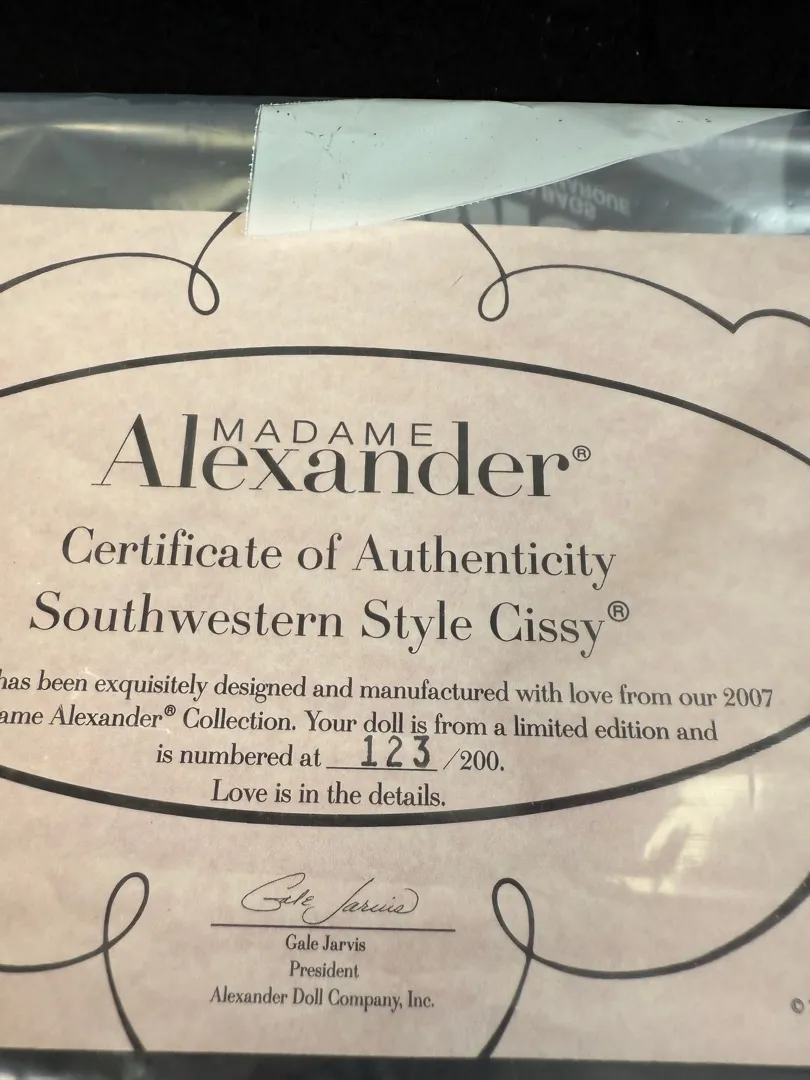 MADAME
Alexander®
Certificate of Authenticity
Southwestern Style Cissy®
has been exquisitely designed and manufactured with love from our 2007
ame Alexander® Collection. Your doll is from a limited edition and
is numbered at 123 /200.
Love is in the details.
Gale Jarvis
Gale Jarvis
President
Alexander Doll Company, Inc.
©